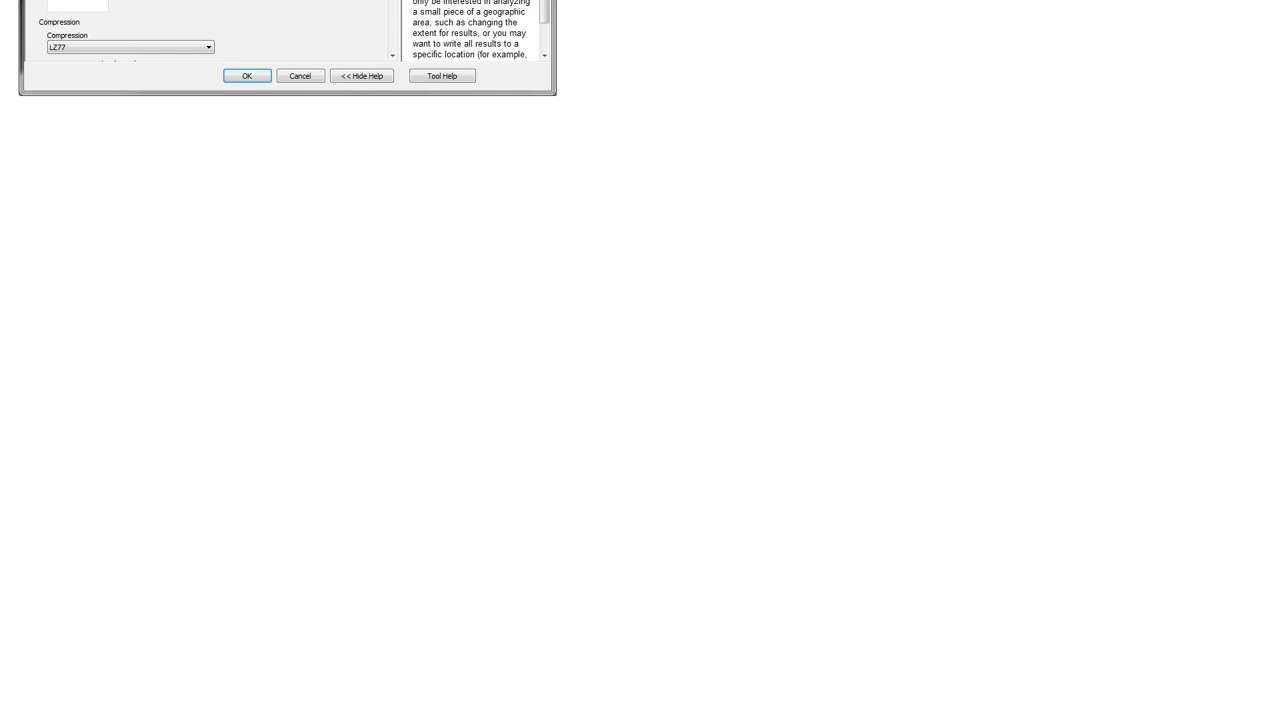 only be interested in analyzing
a small piece of a geographic
area, such as changing the
extent for results, or you may
want to write all results to a
specific location (for example,
Compression
Compression
LZ77
OK
Cancel
<< Hide Help
Tool Help